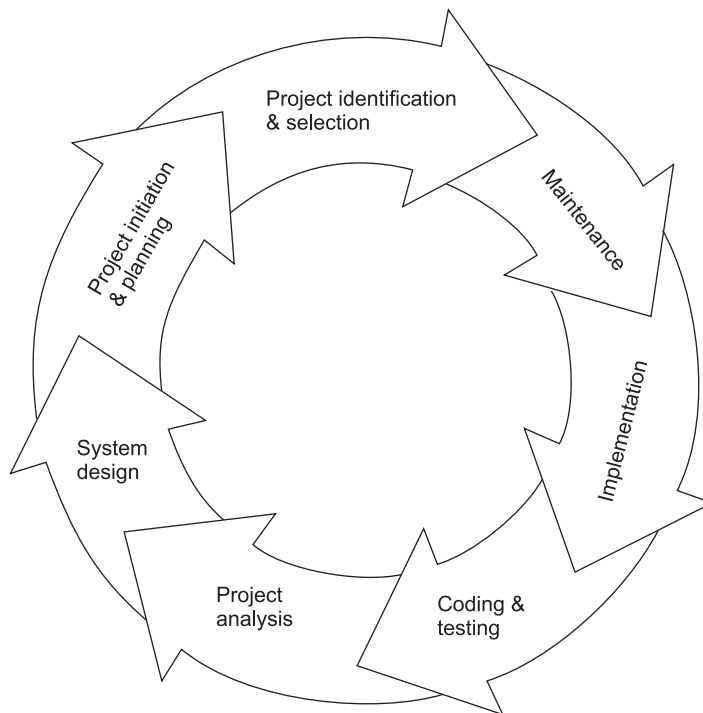 Project identification
& selection
Maintenance
Implementation
Coding &
testing
Project
analysis
System
design
Project initiation
& planning